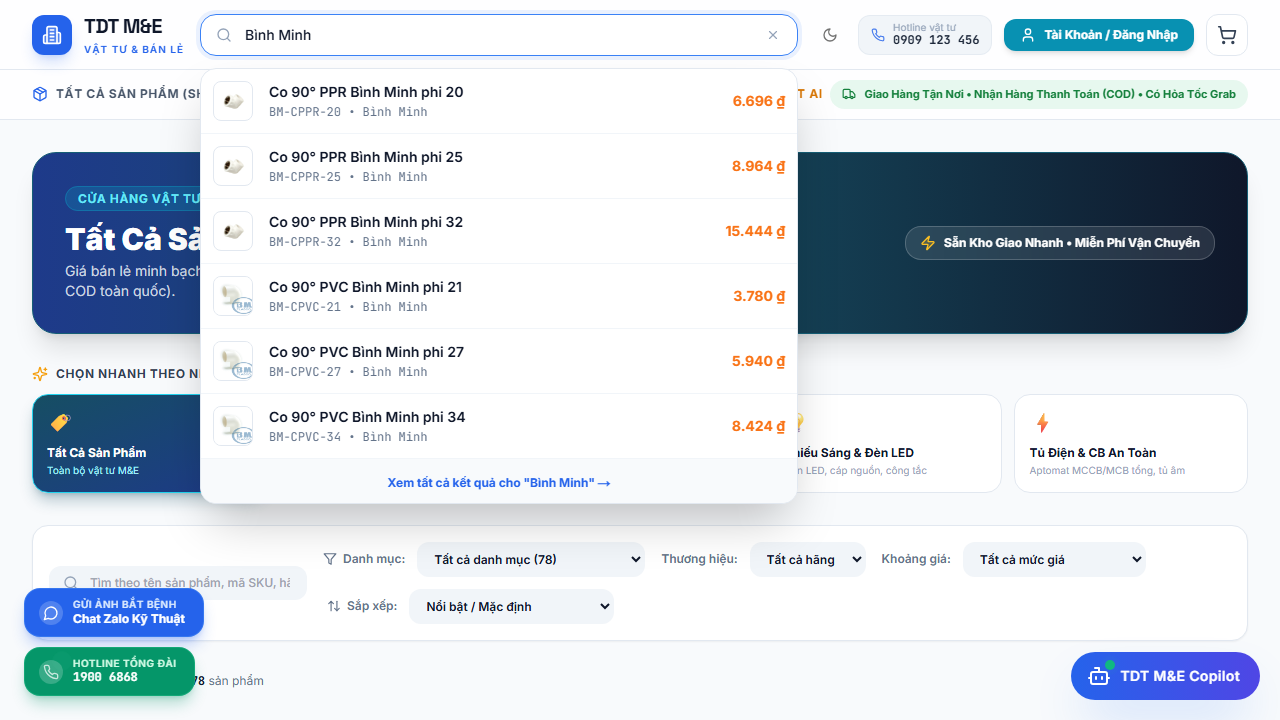 TDT M&E
VẬT TƯ & BÁN LẺ
Bình Minh
Hotline vật tư
0909 123 456
Tài Khoản / Đăng Nhập
TẤT CẢ SẢN PHẨM (SH
T AI
Giao Hàng Tận Nơi • Nhận Hàng Thanh Toán (COD) • Có Hỏa Tốc Grab
Co 90° PPR Bình Minh phi 20
BM-CPPR-20 • Bình Minh
6.696 ₫
Co 90° PPR Bình Minh phi 25
BM-CPPR-25 • Bình Minh
8.964 ₫
Co 90° PPR Bình Minh phi 32
BM-CPPR-32 • Bình Minh
15.444 ₫
Co 90° PVC Bình Minh phi 21
BM-CPVC-21 • Bình Minh
3.780 ₫
Co 90° PVC Bình Minh phi 27
BM-CPVC-27 • Bình Minh
5.940 ₫
Co 90° PVC Bình Minh phi 34
BM-CPVC-34 • Bình Minh
8.424 ₫
Xem tất cả kết quả cho "Bình Minh" →
CỬA HÀNG VẬT TƯ
Tất Cả Sả
Giá bán lẻ minh bạch
COD toàn quốc).
Sẵn Kho Giao Nhanh • Miễn Phí Vận Chuyển
CHỌN NHANH THEO N
Tất Cả Sản Phẩm
Toàn bộ vật tư M&E
hiếu Sáng & Đèn LED
n LED, cáp nguồn, công tắc
Tủ Điện & CB An Toàn
Aptomat MCCB/MCB tổng, tủ âm
Tìm theo tên sản phẩm, mã SKU, hã
Danh mục:
Tất cả danh mục (78)
Thương hiệu:
Tất cả hãng
Khoảng giá:
Tất cả mức giá
Sắp xếp:
Nổi bật / Mặc định
GỬI ẢNH BẮT BỆNH
Chat Zalo Kỹ Thuật
HOTLINE TỔNG ĐÀI
1900 6868
78 sản phẩm
TDT M&E Copilot